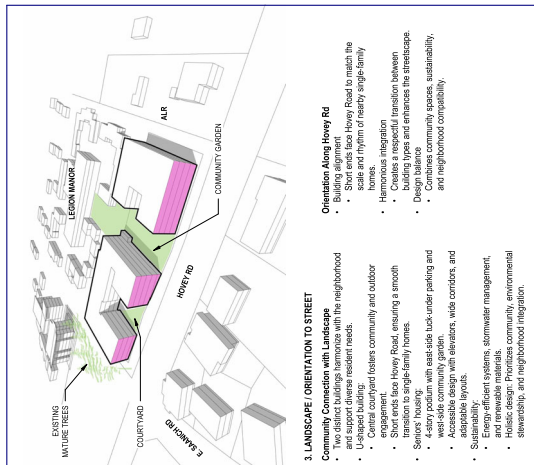 EXISTING
MATURE TREES
LEGION MANOR
ALR
COURTYARD
COMMUNITY GARDEN
HOVEY RD
E. SAANICH RD
3. LANDSCAPE / ORIENTATION TO STREET
Community Connection with Landscape
• Two distinct buildings harmonize with the neighborhood
and support diverse resident needs.
• U-shaped building:
• Central courtyard fosters community and outdoor
engagement.
• Short ends face Hovey Road, ensuring a smooth
transition to single-family homes.
• Seniors' housing:
• 4-story podium with east-side tuck-under parking and
west-side community garden.
• Accessible design with elevators, wide corridors, and
adaptable layouts.
• Sustainability:
• Energy-efficient systems, stormwater management,
and renewable materials.
• Holistic design: Prioritizes community, environmental
stewardship, and neighborhood integration.
Orientation Along Hovey Rd
• Building alignment
• Short ends face Hovey Road to match the
scale and rhythm of nearby single-family
homes.
• Harmonious integration
• Creates a respectful transition between
building types and enhances the streetscape.
• Design balance
• Combines community spaces, sustainability,
and neighborhood compatibility.